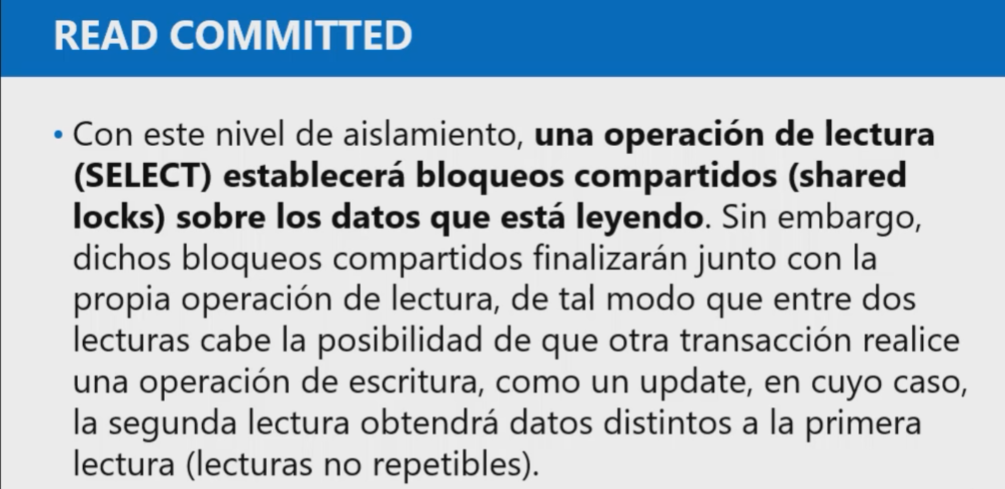 READ COMMITTED
• Con este nivel de aislamiento, una operación de lectura
(SELECT) establecerá bloqueos compartidos (shared
locks) sobre los datos que está leyendo. Sin embargo,
dichos bloqueos compartidos finalizarán junto con la
propia operación de lectura, de tal modo que entre dos
lecturas cabe la posibilidad de que otra transacción realice
una operación de escritura, como un update, en cuyo caso,
la segunda lectura obtendrá datos distintos a la primera
lectura (lecturas no repetibles).